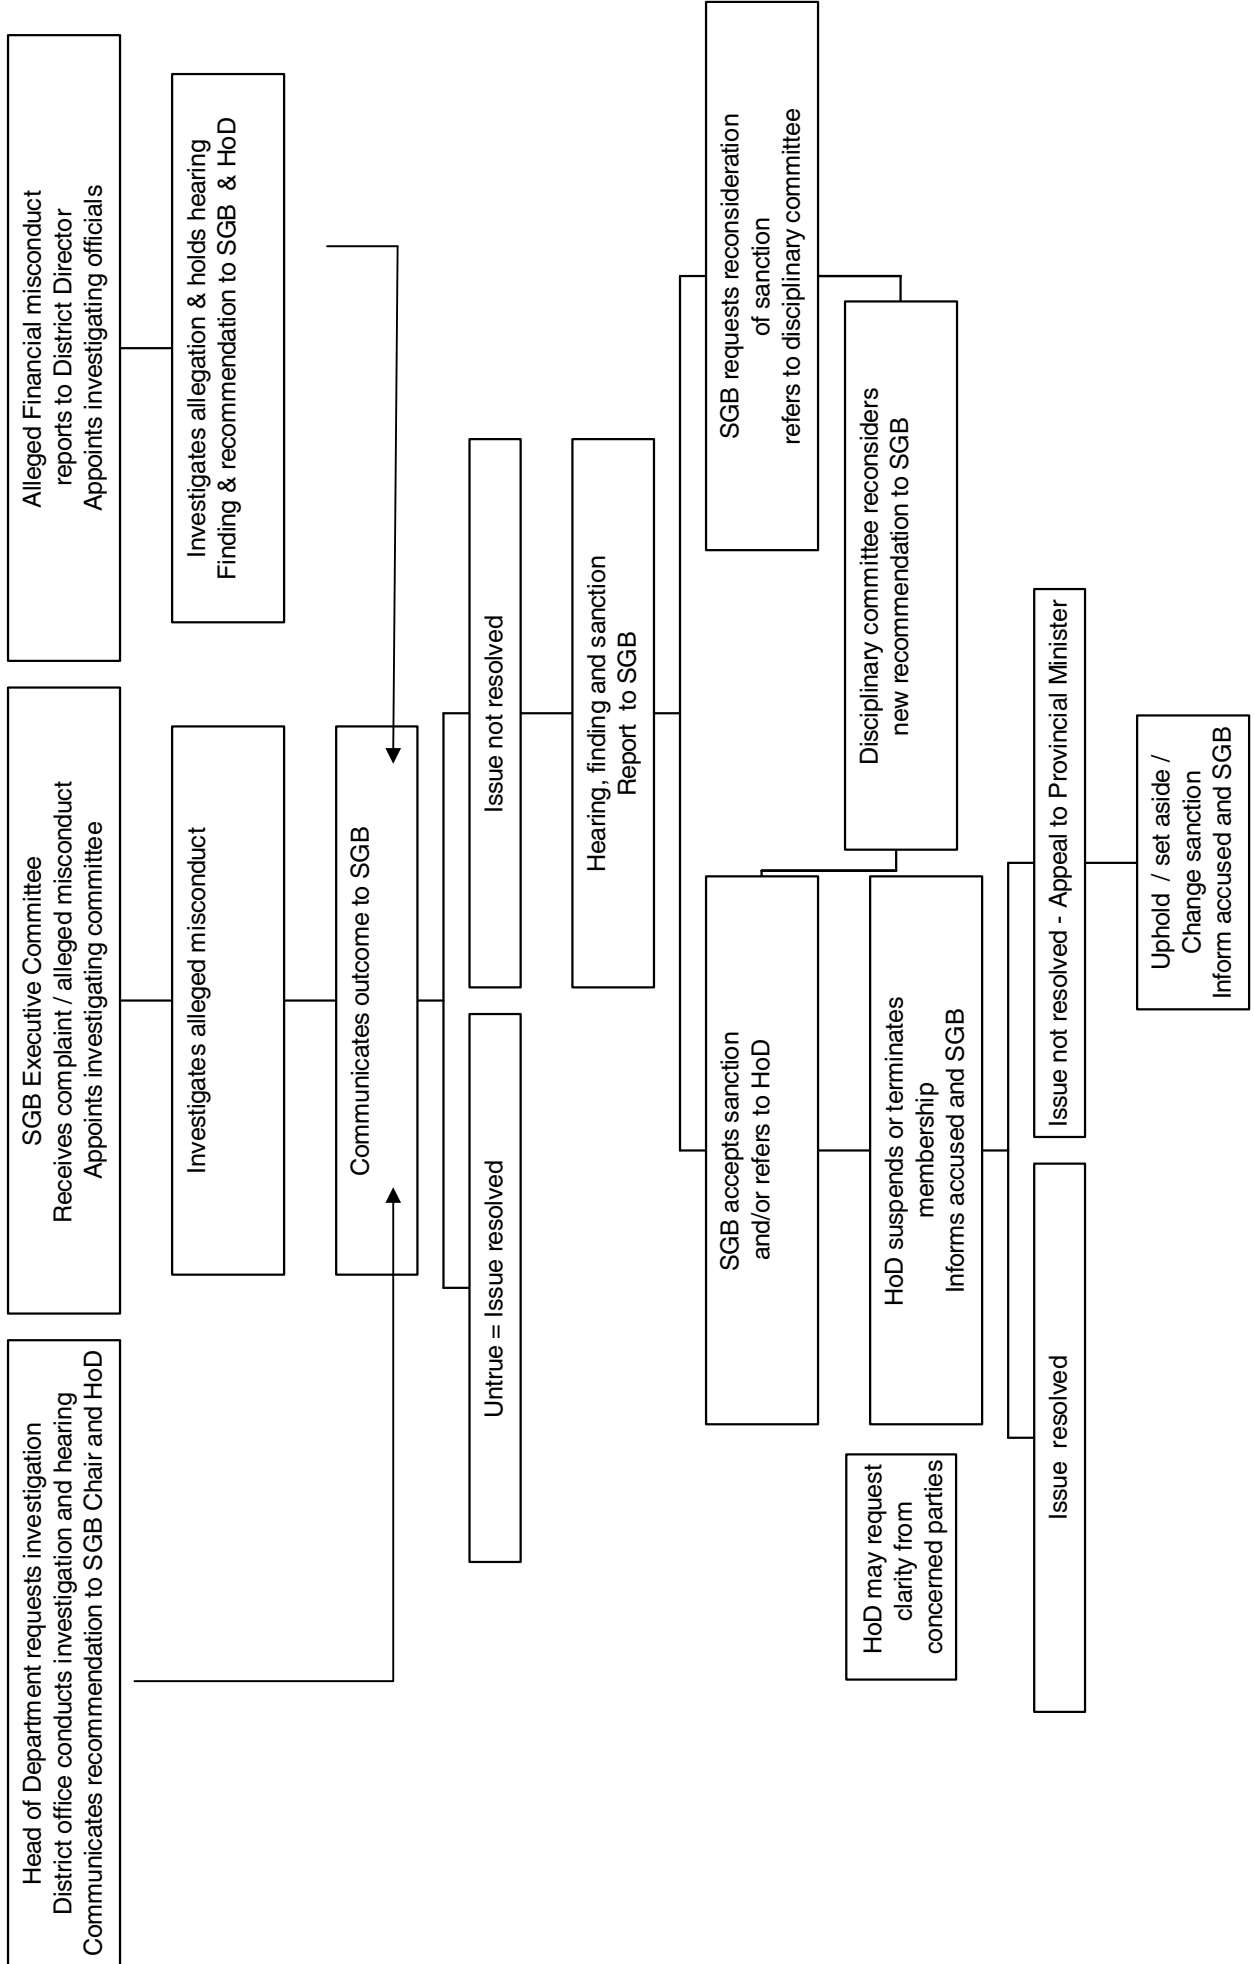 Head of Department requests investigation
District office conducts investigation and hearing
Communicates recommendation to SGB Chair and HoD
SGB Executive Committee
Receives complaint / alleged misconduct
Appoints investigating committee
Alleged Financial misconduct
reports to District Director
Appoints investigating officials
Investigates alleged misconduct
Investigates allegation & holds hearing
Finding & recommendation to SGB & HoD
Communicates outcome to SGB
Untrue = Issue resolved
Issue not resolved
Hearing, finding and sanction
Report to SGB
SGB accepts sanction
and/or refers to HoD
SGB requests reconsideration
of sanction
refers to disciplinary committee
HoD may request
clarity from
concerned parties
HoD suspends or terminates
membership
Informs accused and SGB
Disciplinary committee reconsiders
new recommendation to SGB
Issue resolved
Issue not resolved - Appeal to Provincial Minister
Uphold / set aside /
Change sanction
Inform accused and SGB